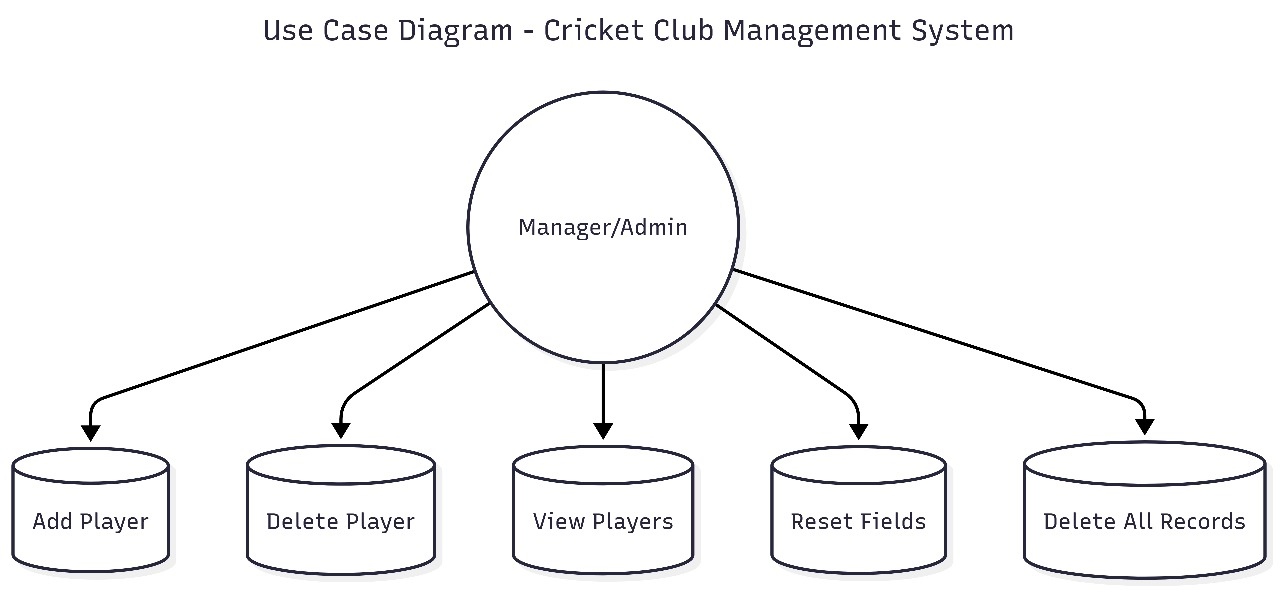 Use Case Diagram - Cricket Club Management System
Manager/Admin
Add Player
Delete Player
View Players
Reset Fields
Delete All Records